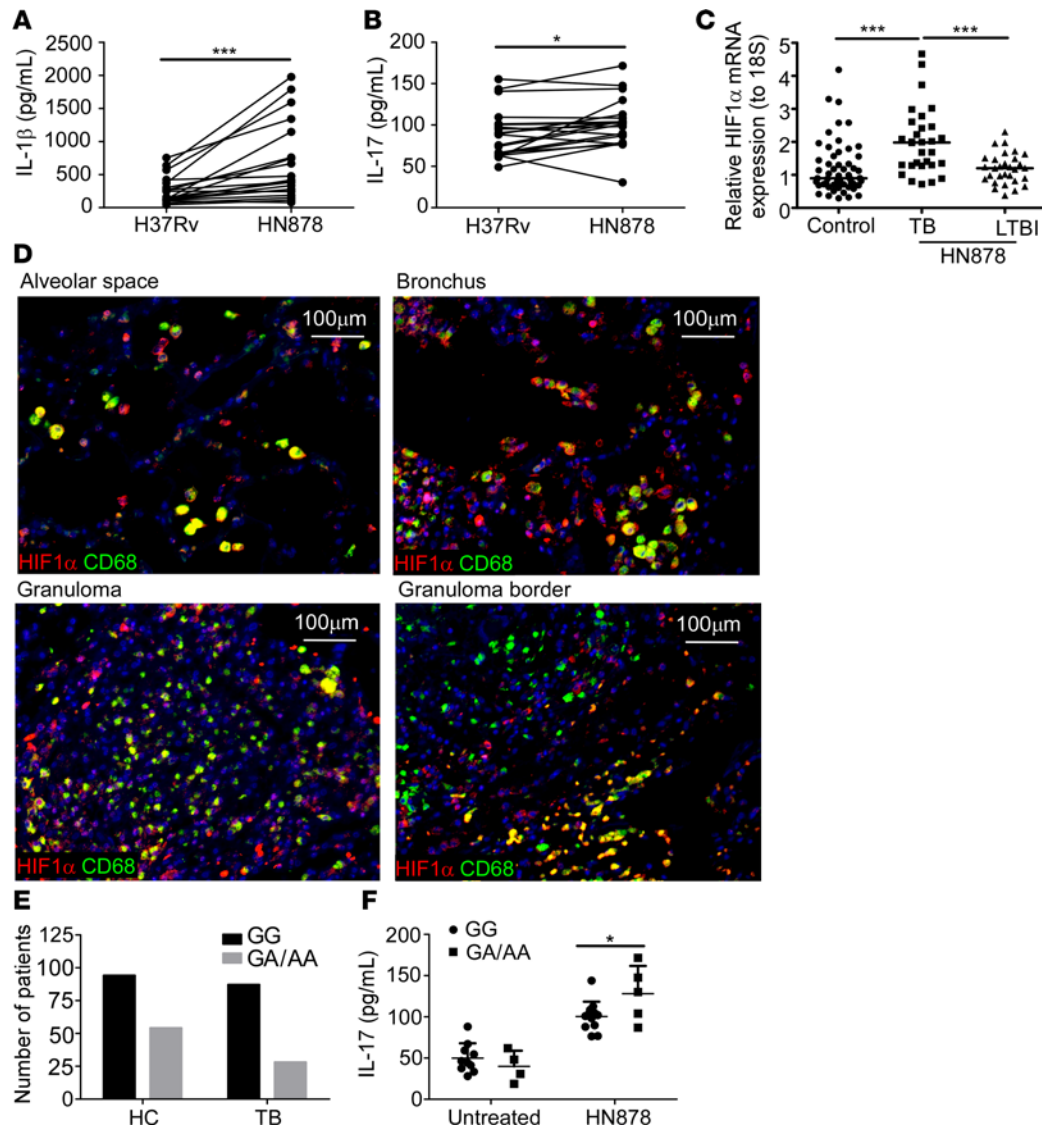 A
IL-1β (pg/mL)
2500
2000
1500
1000
500
0
***
H37Rv
HN878
B
IL-17 (pg/mL)
200
150
100
50
0
*
H37Rv
HN878
C
Relative HIF1α mRNA
expression (to 18S)
5
4
3
2
1
0
***
***
Control
TB
LTBI
HN878
D
Alveolar space
100μm
HIF1α CD68
Bronchus
100μm
HIF1α CD68
Granuloma
100μm
HIF1α CD68
Granuloma border
100μm
HIF1α CD68
E
Number of patients
125
100
75
50
25
0
GG
GA/AA
HC
TB
F
IL-17 (pg/mL)
200
150
100
50
0
GG
GA/AA
*
Untreated
HN878